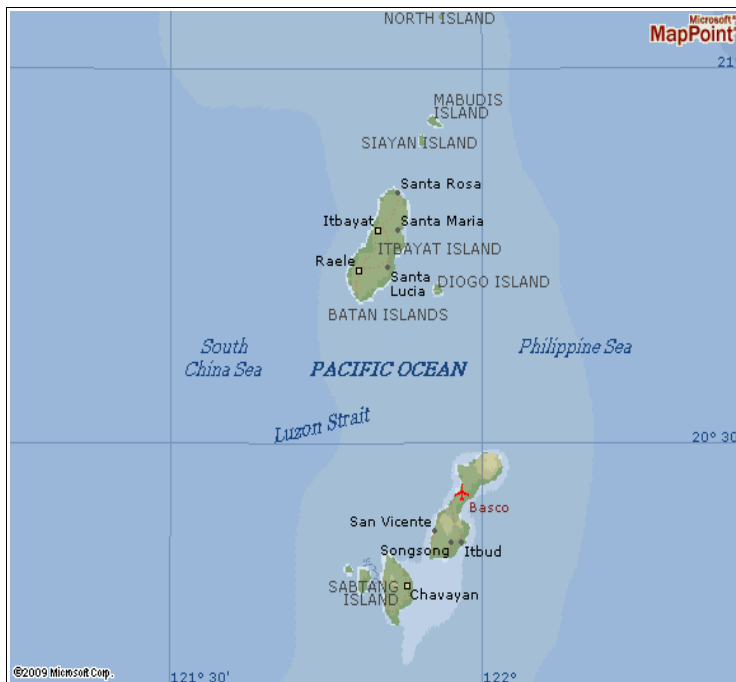 NORTH ISLAND
Microsoft®
MapPoint®
21°
MABUDIS
ISLAND
SIAYAN ISLAND
Santa Rosa
Itbayat
Santa Maria
ITBAYAT ISLAND
Raele
Santa
Lucia
DIOGO ISLAND
BATAN ISLANDS
South
China Sea
Philippine Sea
PACIFIC OCEAN
Luzon Strait
20° 30
Basco
San Vicente
Songsong
Itbud
SABTANG
ISLAND
Chavayan
©2009 Microsoft Corp.
121° 30'
122°